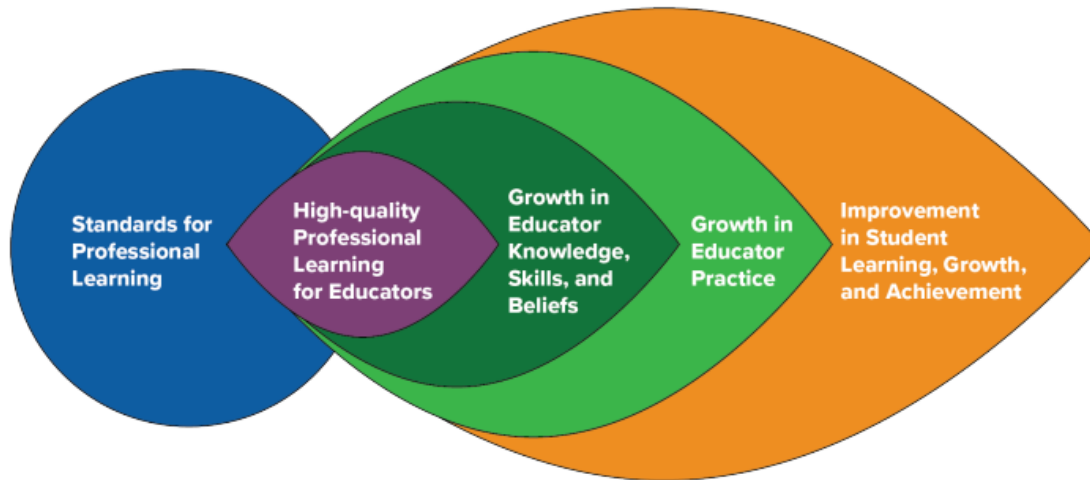 Standards for
Professional
Learning
High-quality
Professional
Learning
for Educators
Growth in
Educator
Knowledge,
Skills, and
Beliefs
Growth in
Educator
Practice
Improvement
in Student
Learning, Growth,
and Achievement